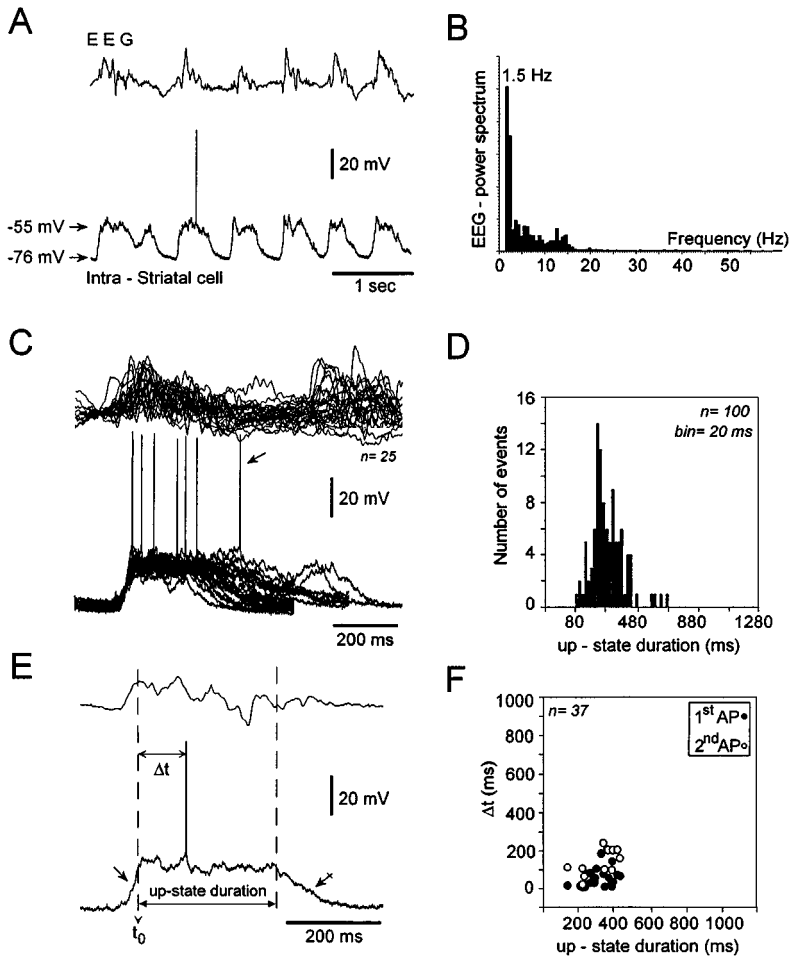 A
E E G
20 mV
-55 mV
-76 mV
Intra - Striatal cell
1 sec
B
1.5 Hz
EEG - power spectrum
Frequency (Hz)
0 10 20 30 40 50
C
n= 25
20 mV
200 ms
D
n= 100
bin= 20 ms
Number of events
16
12
8
4
0
80 480 880 1280
up - state duration (ms)
E
Δt
20 mV
up-state duration
t0
200 ms
F
n= 37
1st AP
2nd AP
Δt (ms)
1000
800
600
400
200
0
200 400 600 800 1000
up - state duration (ms)